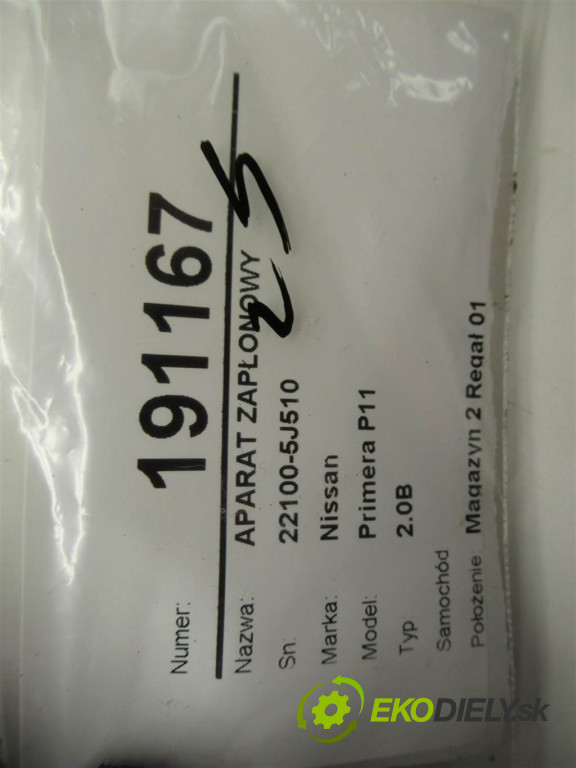 Numer: 191167
Nazwa: APARAT ZAPŁONOWY
Sn: 22100-5J510
Marka: Nissan
Model: Primera P11
Typ 2.0B
Samochód
Położenie Magazyn 2 Regał 01
EKODIELY.sk